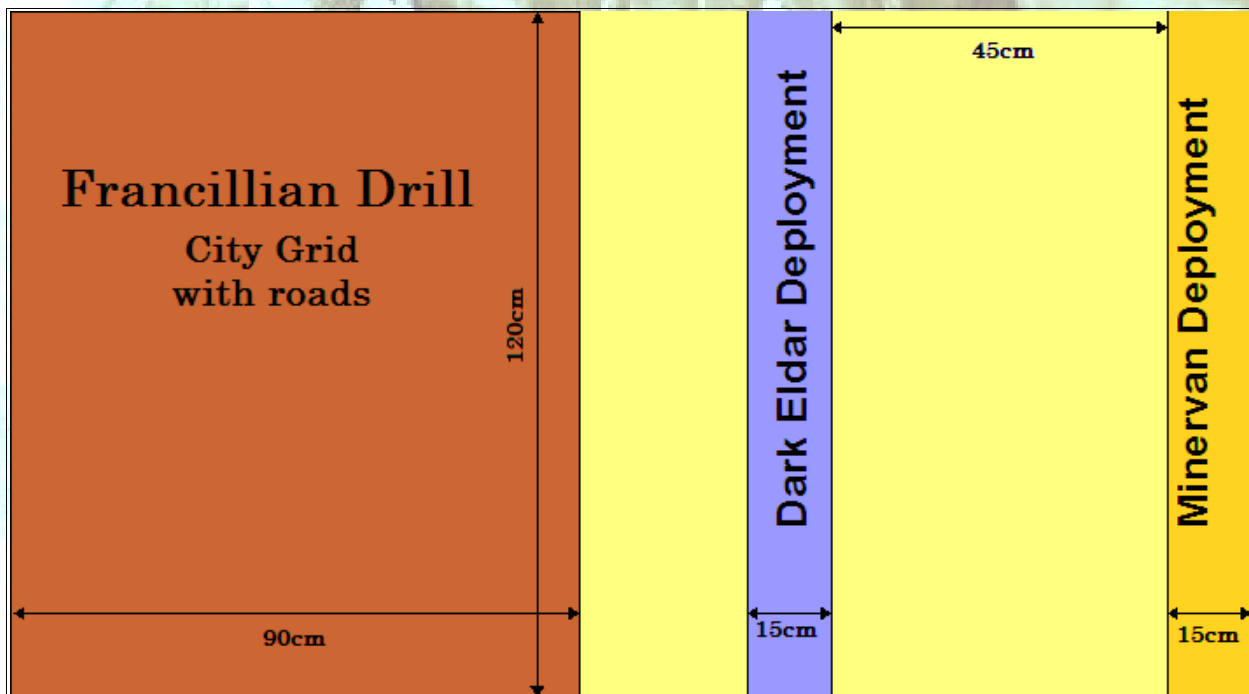 Francillian Drill
City Grid
with roads
120cm
90cm
Dark Eldar Deployment
15cm
45cm
Minervan Deployment
15cm